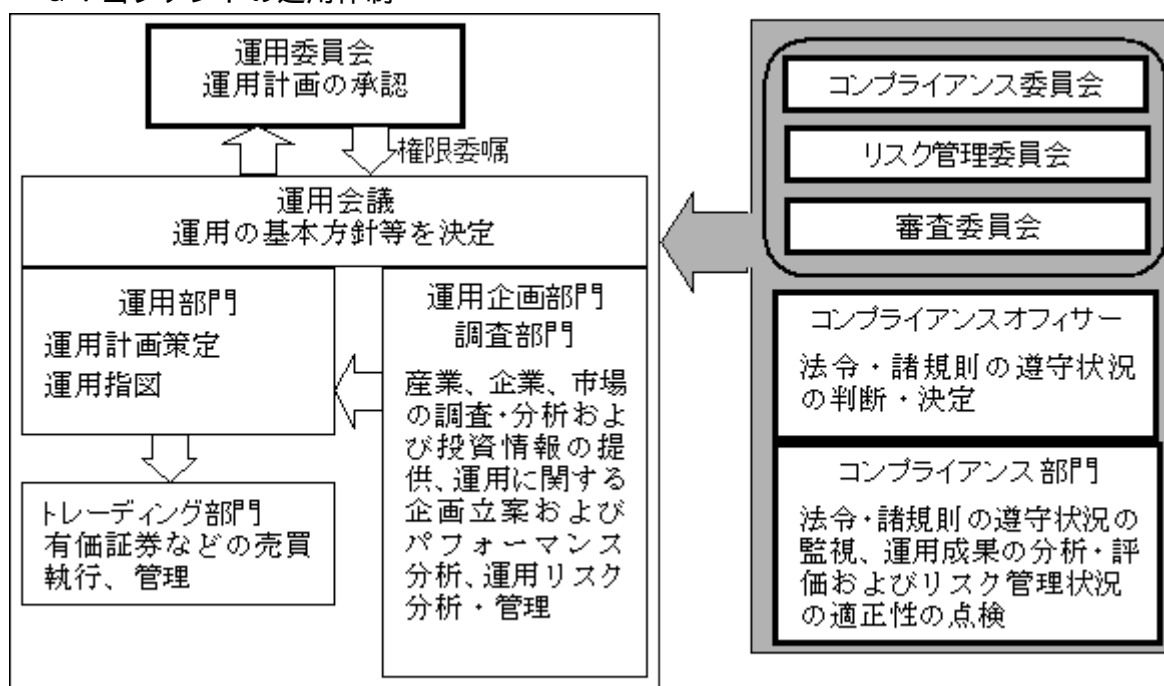 運用委員会
運用計画の承認
権限委嘱
運用会議
運用の基本方針等を決定
運用部門
運用計画策定
運用指図
運用企画部門
調査部門
産業、企業、市場
の調査・分析およ
び投資情報の提
供、運用に関する
企画立案および
パフォーマンス
分析、運用リスク
分析・管理
トレーディング部門
有価証券などの売買
執行、管理
コンプライアンス委員会
リスク管理委員会
審査委員会
コンプライアンスオフィサー
法令・諸規則の遵守状況
の判断・決定
コンプライアンス部門
法令・諸規則の遵守状況の
監視、運用成果の分析・評
価およびリスク管理状況
の適正性の点検